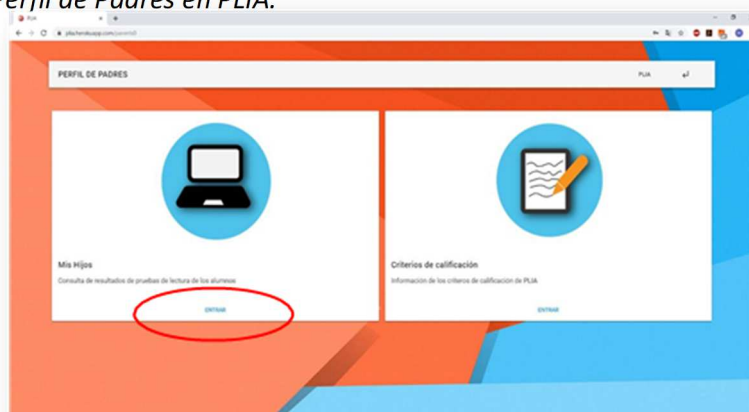 Perfil de Padres en PLIA.
PLIA
PERFIL DE PADRES
PLIA
Mis Hijos
Consulta de resultados de pruebas de lectura de los alumnos
ENTRAR
Criterios de calificación
Información de los criterios de calificación de PLIA
ENTRAR